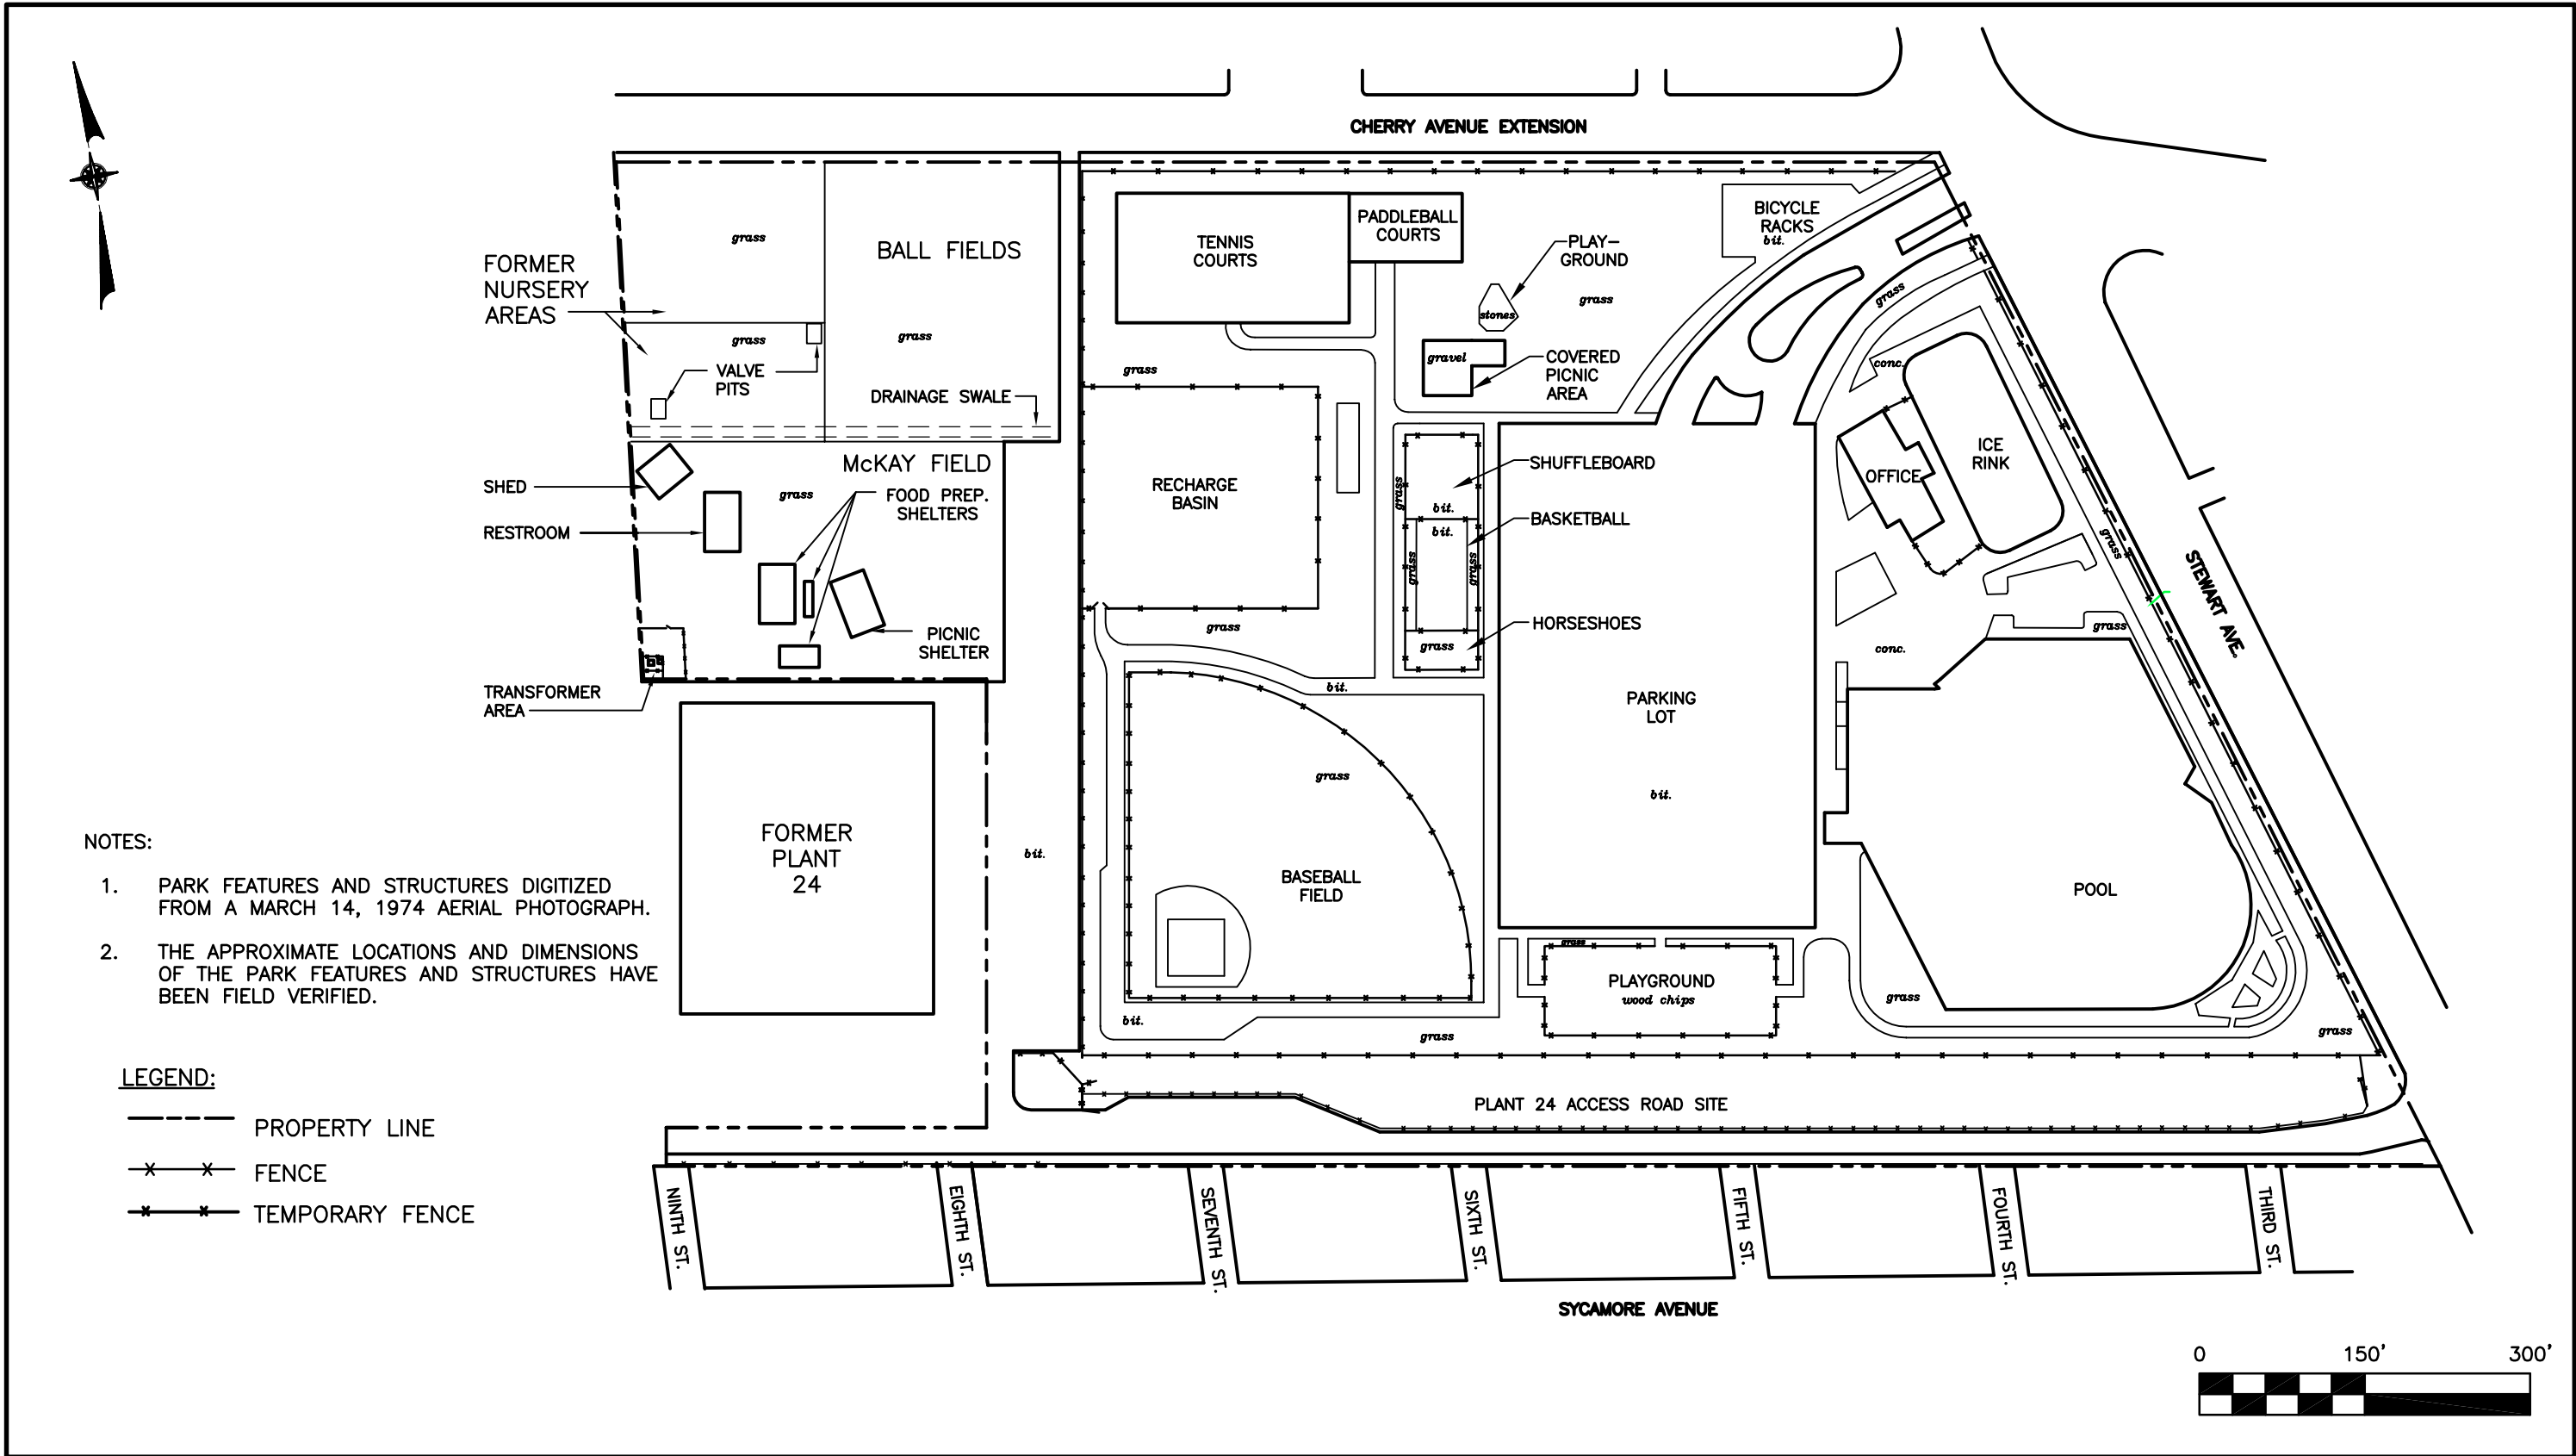 CHERRY AVENUE EXTENSION
FORMER
NURSERY
AREAS
grass
BALL FIELDS
grass
grass
VALVE
PITS
DRAINAGE SWALE
TENNIS
COURTS
PADDLEBALL
COURTS
PLAY-
GROUND
stones
grass
BICYCLE
RACKS
bit.
grass
gravel
COVERED
PICNIC
AREA
grass
conc.
ICE
RINK
OFFICE
McKAY FIELD
SHED
grass
FOOD PREP.
SHELTERS
RESTROOM
PICNIC
SHELTER
TRANSFORMER
AREA
RECHARGE
BASIN
grass
SHUFFLEBOARD
grass
bit.
bit.
BASKETBALL
grass
grass
HORSESHOES
grass
bit.
PARKING
LOT
bit.
grass
grass
conc.
STEWART AVE.
FORMER
PLANT
24
bit.
grass
BASEBALL
FIELD
POOL
grass
PLAYGROUND
wood chips
grass
bit.
grass
grass
PLANT 24 ACCESS ROAD SITE
NOTES:
1. PARK FEATURES AND STRUCTURES DIGITIZED
FROM A MARCH 14, 1974 AERIAL PHOTOGRAPH.
2. THE APPROXIMATE LOCATIONS AND DIMENSIONS
OF THE PARK FEATURES AND STRUCTURES HAVE
BEEN FIELD VERIFIED.
LEGEND:
PROPERTY LINE
FENCE
TEMPORARY FENCE
NINTH ST.
EIGHTH ST.
SEVENTH ST.
SIXTH ST.
FIFTH ST.
FOURTH ST.
THIRD ST.
SYCAMORE AVENUE
0 150' 300'